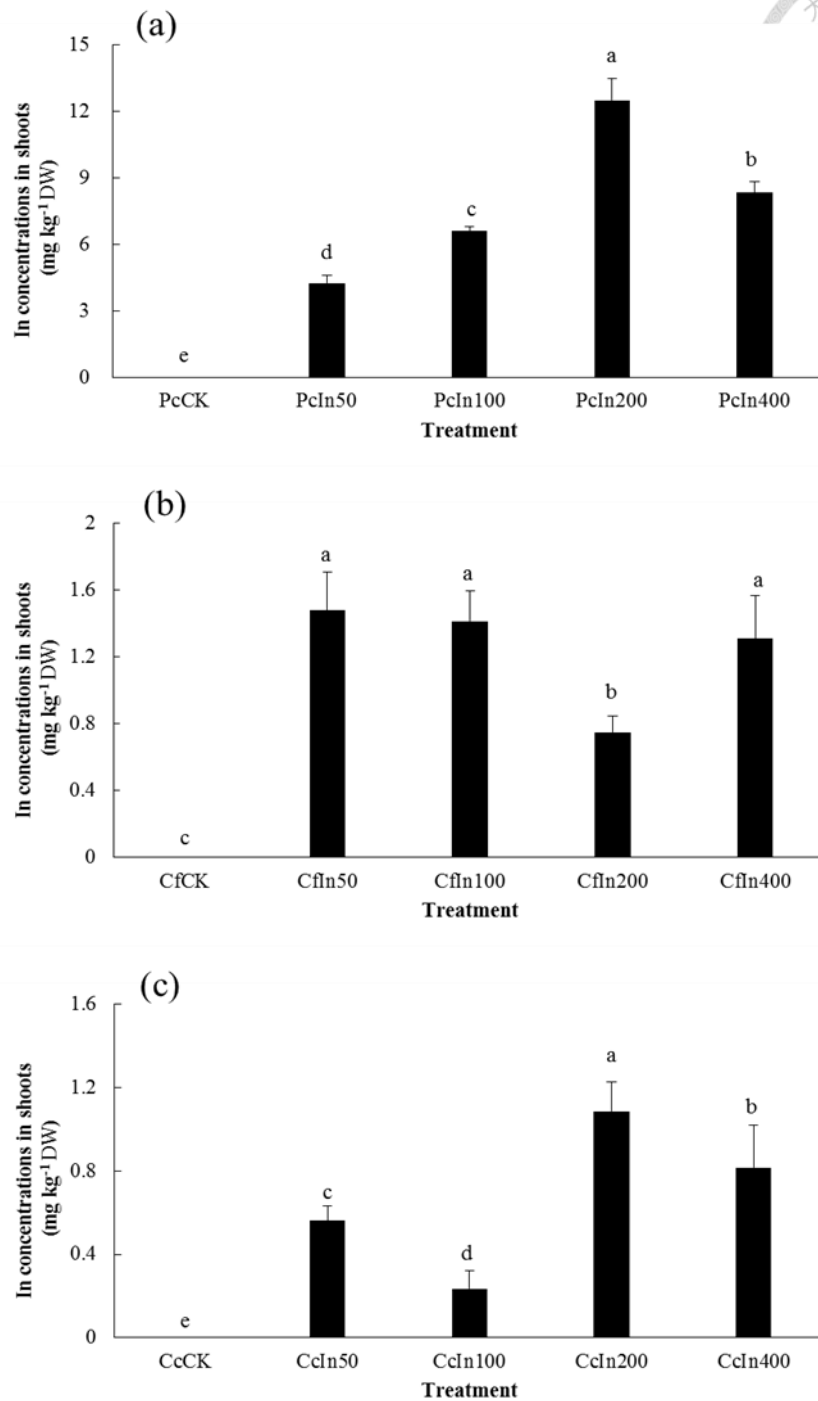 (a)
In concentrations in shoots
(mg kg⁻¹ DW)
15
12
9
6
3
0
e
d
c
a
b
PcCK PcIn50 PcIn100 PcIn200 PcIn400
Treatment
(b)
In concentrations in shoots
(mg kg⁻¹ DW)
2
1.6
1.2
0.8
0.4
0
c
a
a
b
a
CfCK CfIn50 CfIn100 CfIn200 CfIn400
Treatment
(c)
In concentrations in shoots
(mg kg⁻¹ DW)
1.6
1.2
0.8
0.4
0
e
c
d
a
b
CcCK CcIn50 CcIn100 CcIn200 CcIn400
Treatment